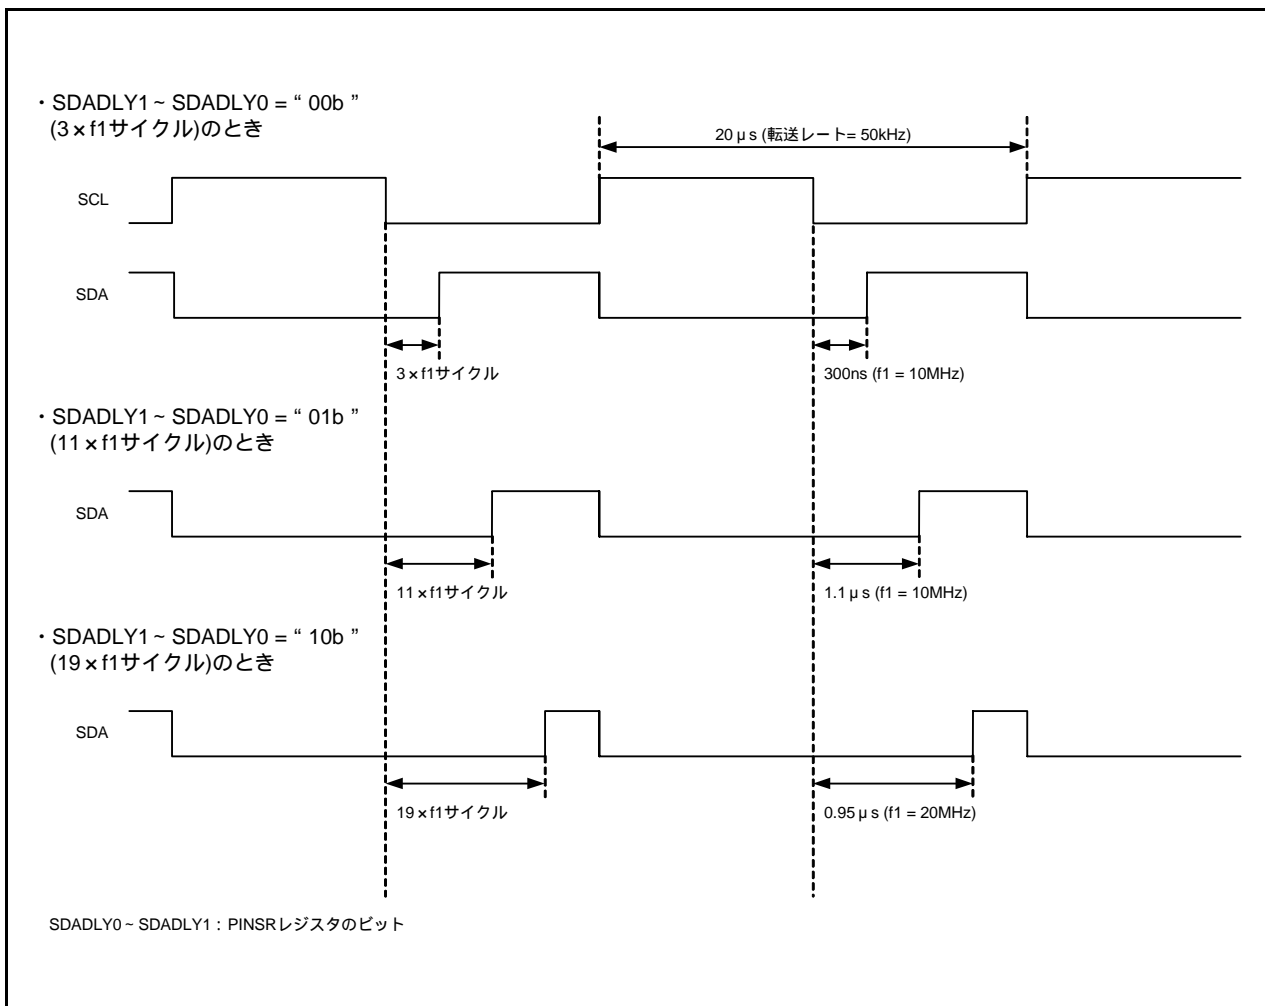 ・SDADLY1 ~ SDADLY0 = “ 00b ”
(3×f1サイクル)のとき
20μs (転送レート= 50kHz)
SCL
SDA
3×f1サイクル
300ns (f1 = 10MHz)
・SDADLY1 ~ SDADLY0 = “ 01b ”
(11×f1サイクル)のとき
SDA
11×f1サイクル
1.1μs (f1 = 10MHz)
・SDADLY1 ~ SDADLY0 = “ 10b ”
(19×f1サイクル)のとき
SDA
19×f1サイクル
0.95μs (f1 = 20MHz)
SDADLY0 ~ SDADLY1 : PINSRレジスタのビット